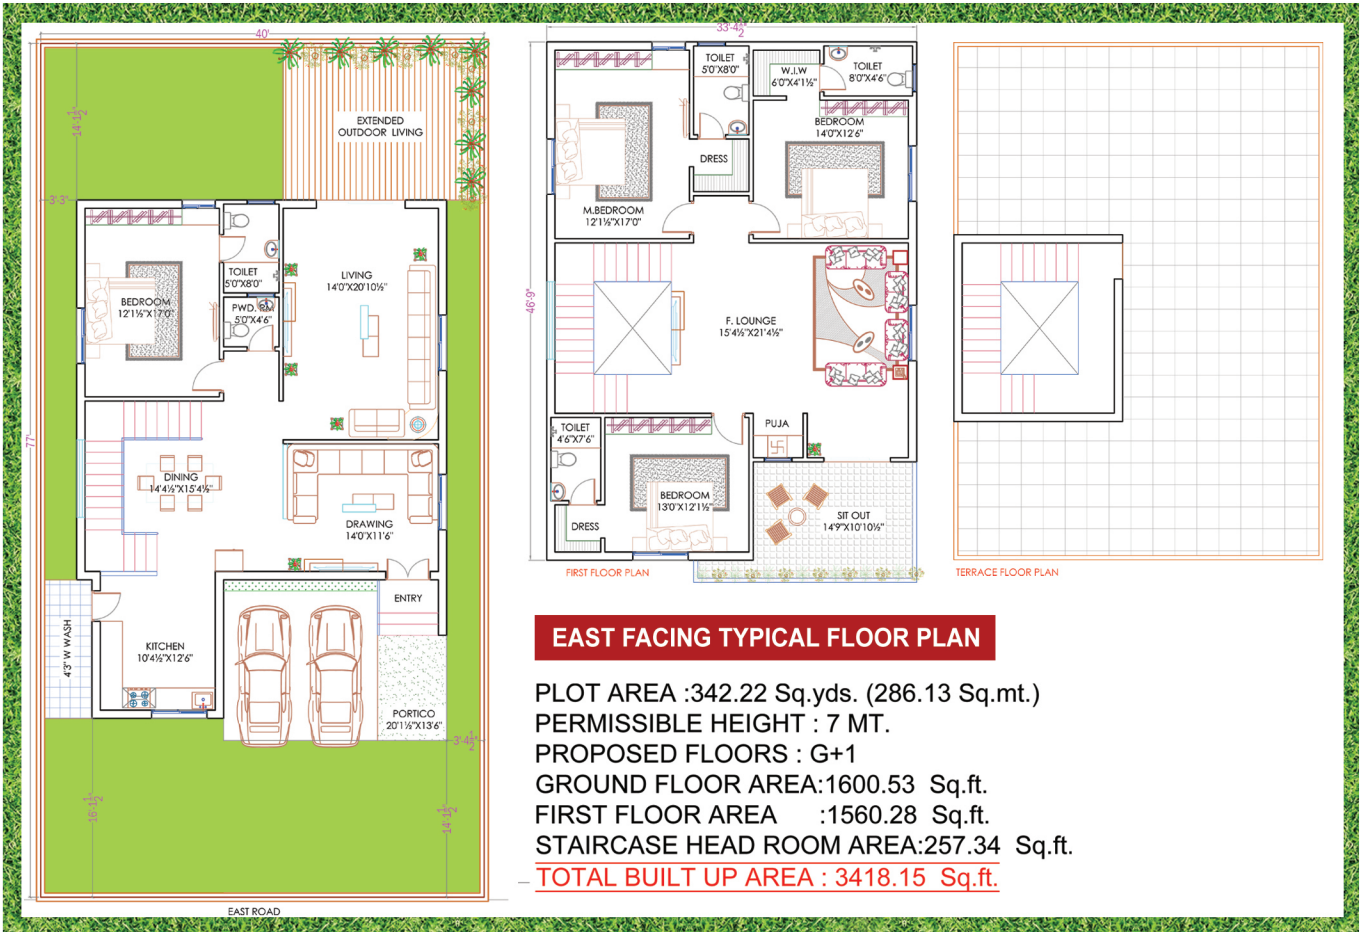 40'
14'-1½"
EXTENDED
OUTDOOR LIVING
3'-3"
TOILET
5'0"X8'0"
LIVING
14'0"X20'10½"
BEDROOM
12'1½"X17'0"
PWD. RM
5'0"X4'6"
77'
DINING
14'4½"X15'4½"
DRAWING
14'0"X11'6"
ENTRY
4'3" W WASH
KITCHEN
10'4½"X12'6"
PORTICO
20'1½"X13'6"
3'-4½"
16'-1½"
14'-1½"
EAST ROAD
33'-4½"
TOILET
5'0"X8'0"
W.I.W
6'0"X4'1½"
TOILET
8'0"X4'6"
BEDROOM
14'0"X12'6"
DRESS
M.BEDROOM
12'1½"X17'0"
46'-9"
F. LOUNGE
15'4½"X21'4½"
TOILET
4'6"X7'6"
PUJA
BEDROOM
13'0"X12'1½"
DRESS
SIT OUT
14'9"X10'10½"
FIRST FLOOR PLAN
TERRACE FLOOR PLAN
EAST FACING TYPICAL FLOOR PLAN
PLOT AREA :342.22 Sq.yds. (286.13 Sq.mt.)
PERMISSIBLE HEIGHT : 7 MT.
PROPOSED FLOORS : G+1
GROUND FLOOR AREA:1600.53 Sq.ft.
FIRST FLOOR AREA :1560.28 Sq.ft.
STAIRCASE HEAD ROOM AREA:257.34 Sq.ft.
TOTAL BUILT UP AREA : 3418.15 Sq.ft.